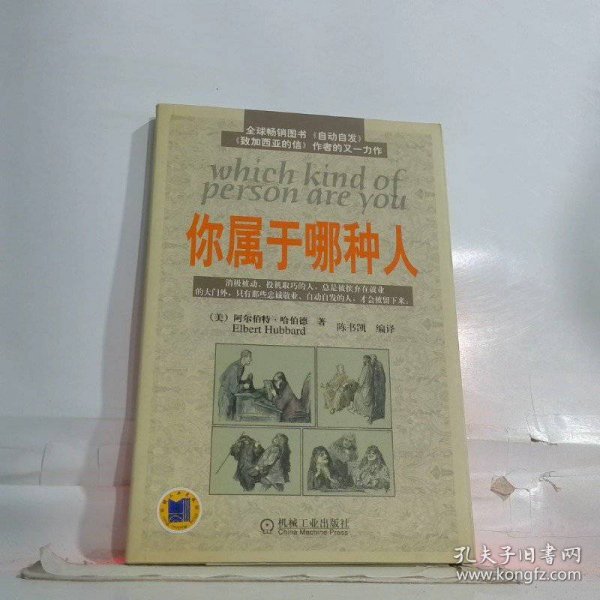 全球畅销图书《自动自发》
《致加西亚的信》作者的又一力作
which kind of
person are you
你属于哪种人
消极被动、投机取巧的人，总是被摈弃在就业
的大门外，只有那些忠诚敬业、自动自发的人，才会被留下来。
（美）阿尔伯特·哈伯德 著
Elbert Hubbard 陈书凯 编译
机械工业出版社
China Machine Press
孔夫子旧书网
www.kongfz.com